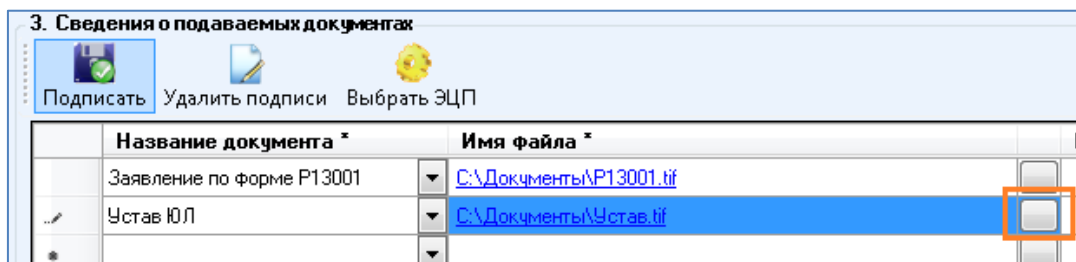 3. Сведения о подаваемых документах
Подписать Удалить подписи Выбрать ЭЦП
Название документа * Имя файла *
Заявление по форме Р13001 C:\Документы\Р13001.tif
Устав ЮЛ C:\Документы\Устав.tif